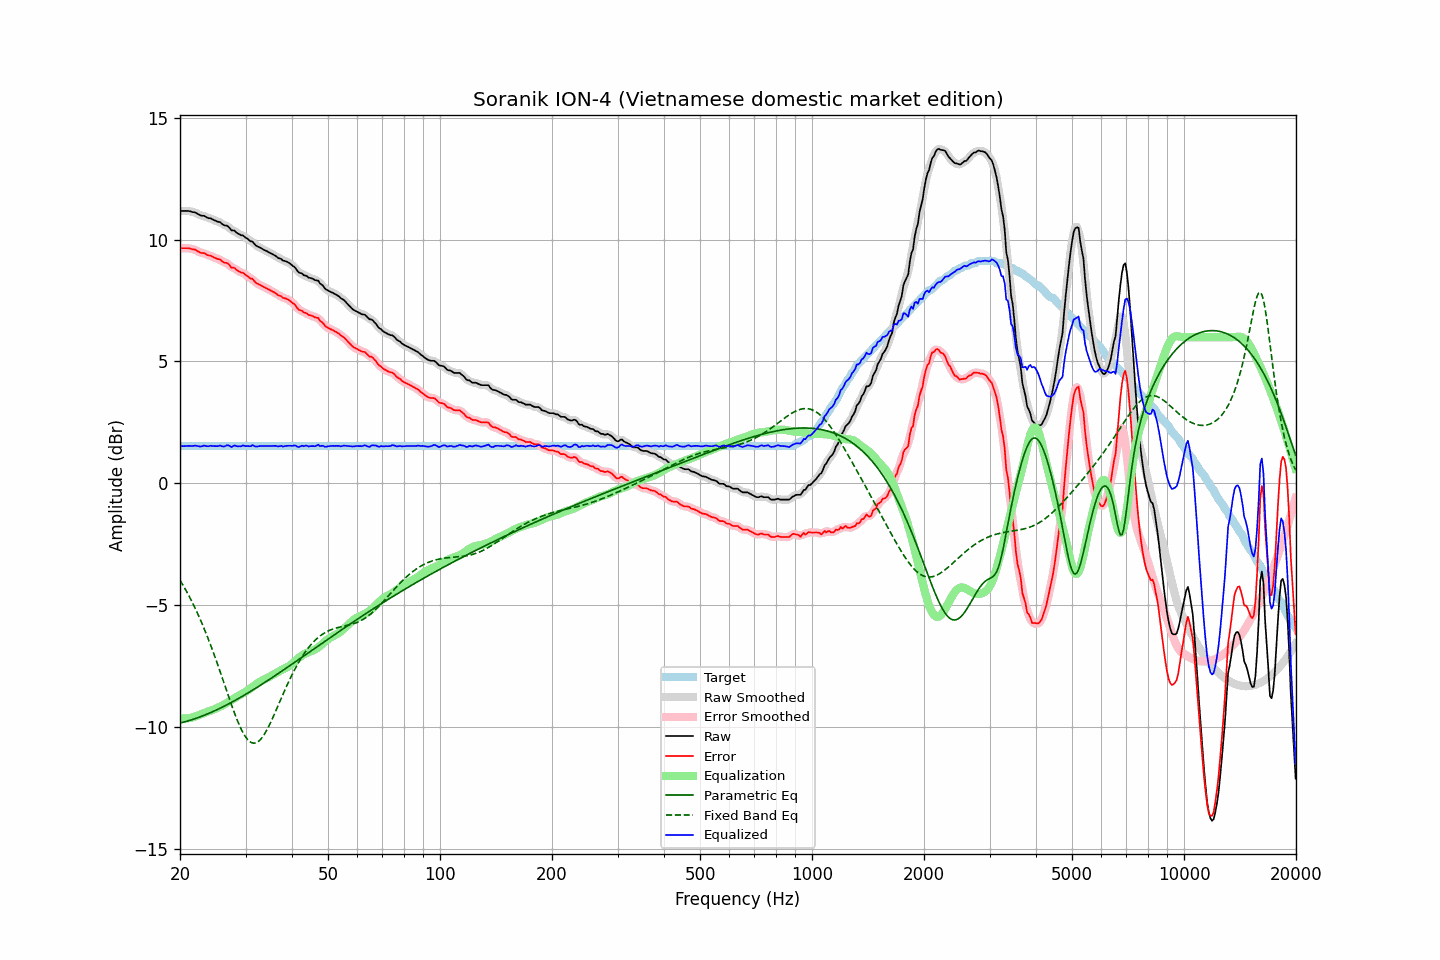 Soranik ION-4 (Vietnamese domestic market edition)
Amplitude (dBr)
15
10
5
0
−5
−10
−15
Target
Raw Smoothed
Error Smoothed
Raw
Error
Equalization
Parametric Eq
Fixed Band Eq
Equalized
20
50
100
200
500
1000
2000
5000
10000
20000
Frequency (Hz)